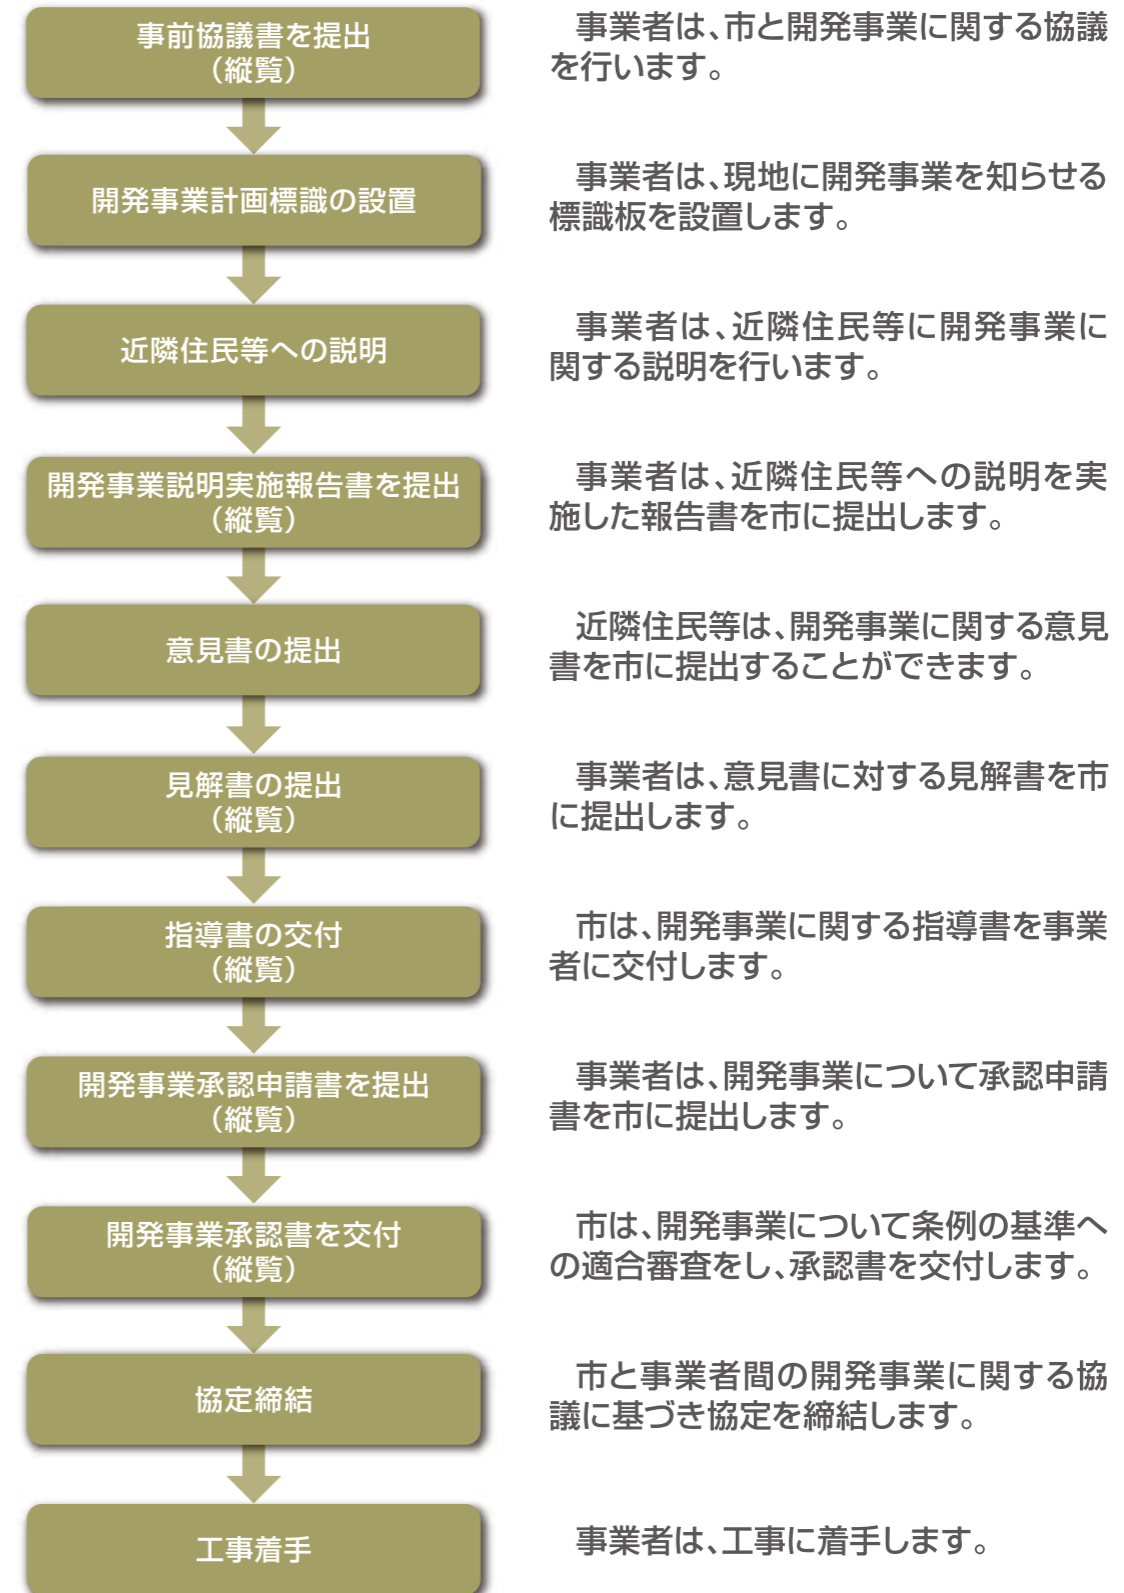 事前協議書を提出
（縦覧）
事業者は、市と開発事業に関する協議
を行います。
開発事業計画標識の設置
事業者は、現地に開発事業を知らせる
標識板を設置します。
近隣住民等への説明
事業者は、近隣住民等に開発事業に
関する説明を行います。
開発事業説明実施報告書を提出
（縦覧）
事業者は、近隣住民等への説明を実
施した報告書を市に提出します。
意見書の提出
近隣住民等は、開発事業に関する意見
書を市に提出することができます。
見解書の提出
（縦覧）
事業者は、意見書に対する見解書を市
に提出します。
指導書の交付
（縦覧）
市は、開発事業に関する指導書を事業
者に交付します。
開発事業承認申請書を提出
（縦覧）
事業者は、開発事業について承認申請
書を市に提出します。
開発事業承認書を交付
（縦覧）
市は、開発事業について条例の基準へ
の適合審査をし、承認書を交付します。
協定締結
市と事業者間の開発事業に関する協
議に基づき協定を締結します。
工事着手
事業者は、工事に着手します。